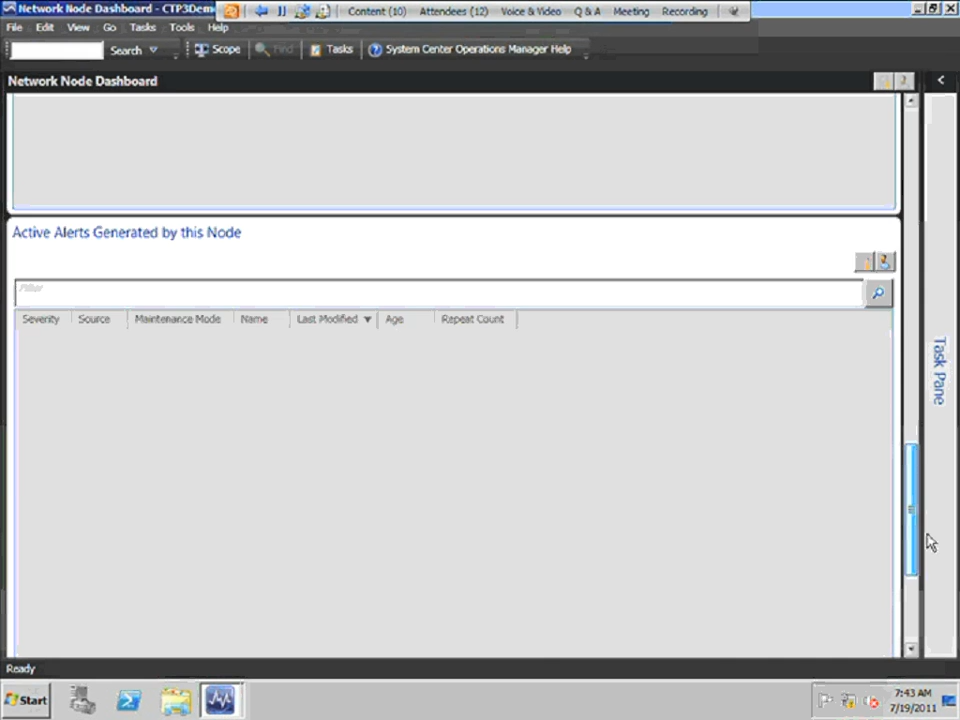 Network Node Dashboard - CTP3Demo
Content (10) Attendees (12) Voice & Video Q & A Meeting Recording
File Edit View Go Tasks Tools Help
Search Scope Find Tasks System Center Operations Manager Help
Network Node Dashboard
Active Alerts Generated by this Node
Filter
Severity Source Maintenance Mode Name Last Modified Age Repeat Count
Task Pane
Ready
Start
7:43 AM
7/19/2011